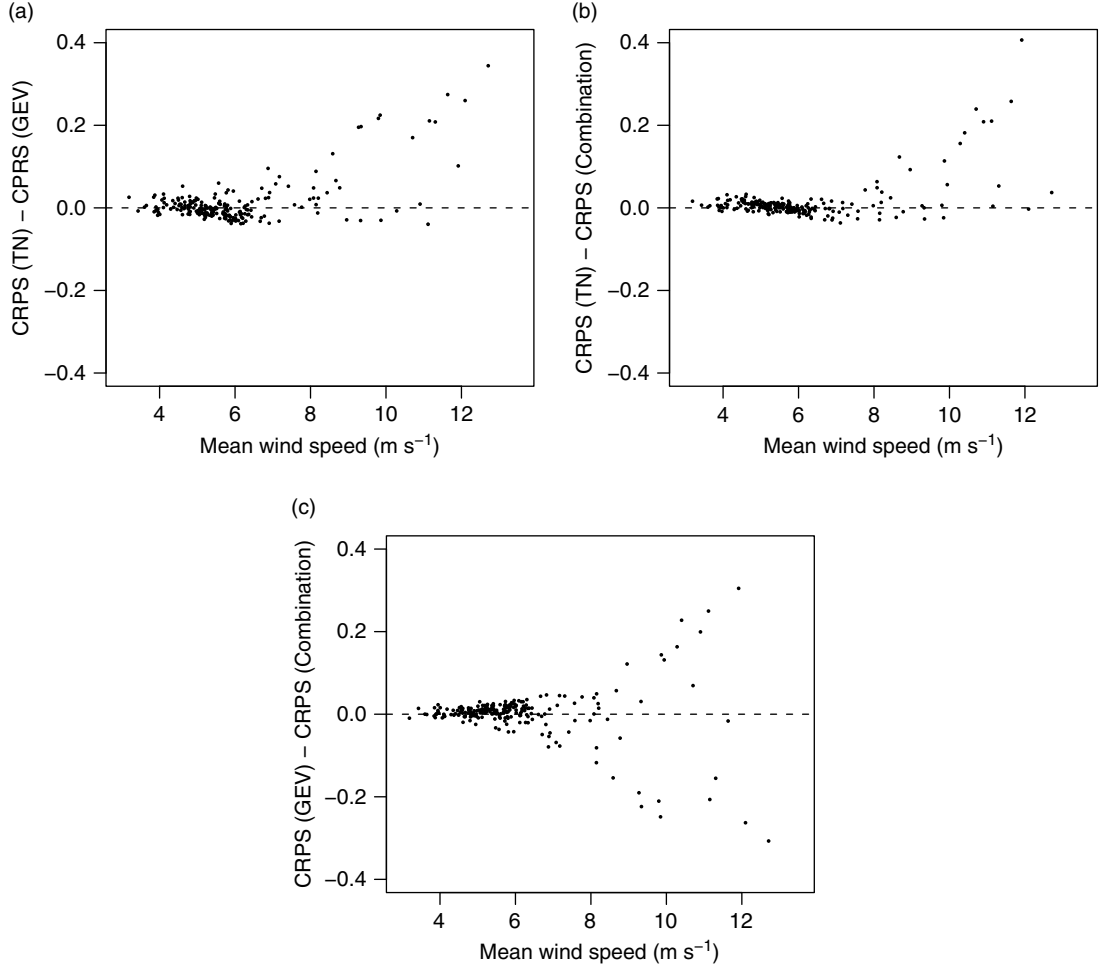 (a)
CRPS (TN) − CPRS (GEV)
0.4
0.2
0.0
−0.2
−0.4
4 6 8 10 12
Mean wind speed (m s⁻¹)
(b)
CRPS (TN) − CRPS (Combination)
0.4
0.2
0.0
−0.2
−0.4
4 6 8 10 12
Mean wind speed (m s⁻¹)
(c)
CRPS (GEV) − CRPS (Combination)
0.4
0.2
0.0
−0.2
−0.4
4 6 8 10 12
Mean wind speed (m s⁻¹)